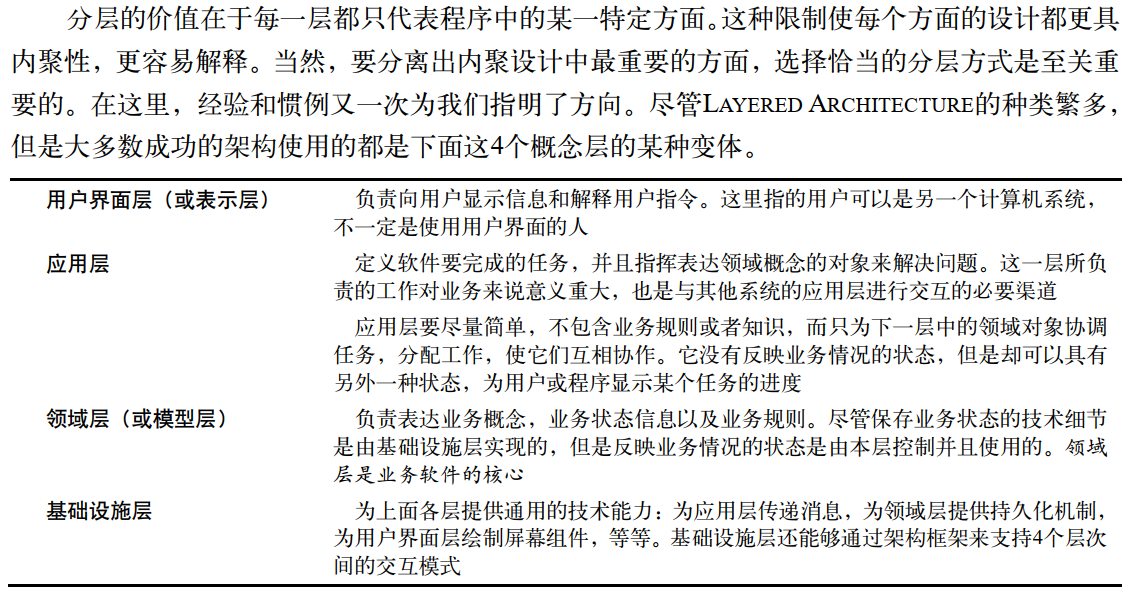 分层的价值在于每一层都只代表程序中的某一特定方面。这种限制使每个方面的设计都更具
内聚性，更容易解释。当然，要分离出内聚设计中最重要的方面，选择恰当的分层方式是至关重
要的。在这里，经验和惯例又一次为我们指明了方向。尽管LAYERED ARCHITECTURE的种类繁多，
但是大多数成功的架构使用的都是下面这4个概念层的某种变体。
用户界面层（或表示层）
负责向用户显示信息和解释用户指令。这里指的用户可以是另一个计算机系统，
不一定是使用用户界面的人
应用层
定义软件要完成的任务，并且指挥表达领域概念的对象来解决问题。这一层所负
责的工作对业务来说意义重大，也是与其他系统的应用层进行交互的必要渠道
应用层要尽量简单，不包含业务规则或者知识，而只为下一层中的领域对象协调
任务，分配工作，使它们互相协作。它没有反映业务情况的状态，但是却可以具有
另外一种状态，为用户或程序显示某个任务的进度
领域层（或模型层）
负责表达业务概念，业务状态信息以及业务规则。尽管保存业务状态的技术细节
是由基础设施层实现的，但是反映业务情况的状态是由本层控制并且使用的。领域
层是业务软件的核心
基础设施层
为上面各层提供通用的技术能力：为应用层传递消息，为领域层提供持久化机制，
为用户界面层绘制屏幕组件，等等。基础设施层还能够通过架构框架来支持4个层次
间的交互模式